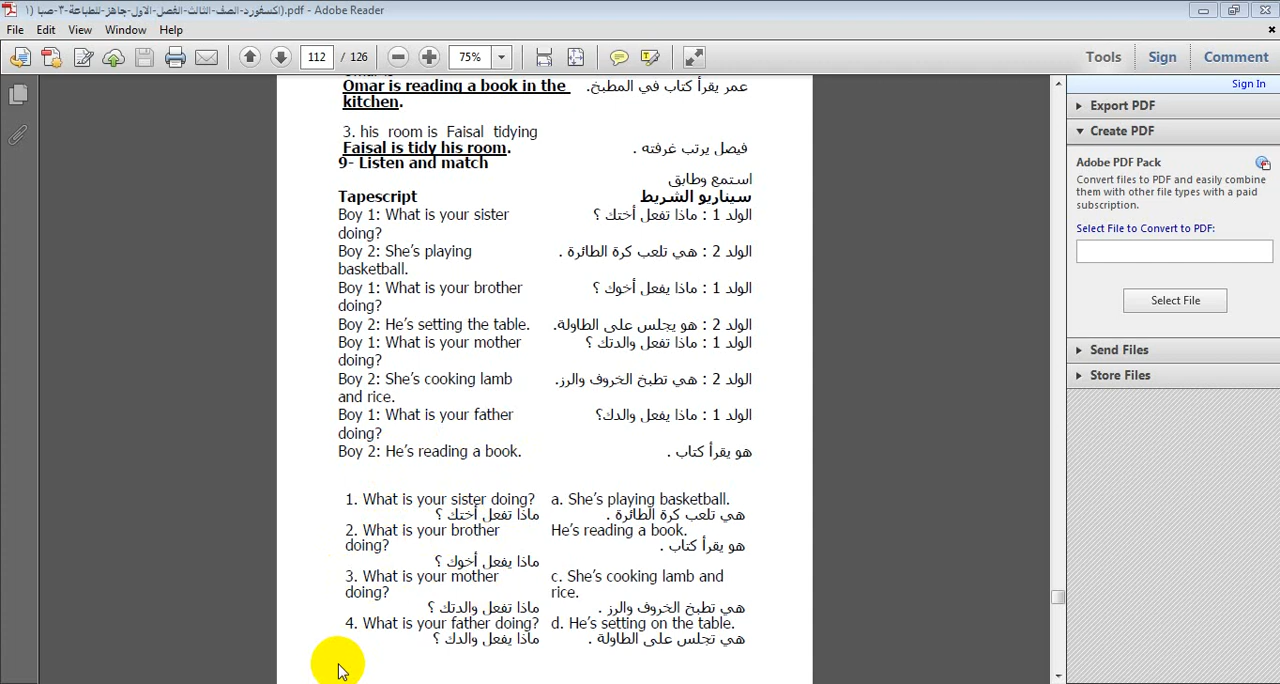 اكسفورد-الصف-الثالث-الفصل-الاول-جاهز-للطباعة-٣-صبا (١).pdf - Adobe Reader
File Edit View Window Help
112 / 126 75% Tools Sign Comment
Sign In
Export PDF
Create PDF
Adobe PDF Pack
Convert files to PDF and easily combine
them with other file types with a paid
subscription.
Select File to Convert to PDF:
Select File
Send Files
Store Files
Omar is reading a book in the عمر يقرأ كتاب في المطبخ.
kitchen.
3. his room is Faisal tidying
Faisal is tidy his room. فيصل يرتب غرفته .
9- Listen and match
استمع وطابق
Tapescript سيناريو الشريط
Boy 1: What is your sister الولد 1 : ماذا تفعل أختك ؟
doing?
Boy 2: She's playing الولد 2 : هي تلعب كرة الطائرة .
basketball.
Boy 1: What is your brother الولد 1 : ماذا يفعل أخوك ؟
doing?
Boy 2: He's setting the table. الولد 2 : هو يجلس على الطاولة.
Boy 1: What is your mother الولد 1 : ماذا تفعل والدتك ؟
doing?
Boy 2: She's cooking lamb الولد 2 : هي تطبخ الخروف والرز.
and rice.
Boy 1: What is your father الولد 1 : ماذا يفعل والدك؟
doing?
Boy 2: He's reading a book. هو يقرأ كتاب .
1. What is your sister doing? a. She's playing basketball.
ماذا تفعل أختك ؟ هي تلعب كرة الطائرة .
2. What is your brother He's reading a book.
doing? هو يقرأ كتاب .
ماذا يفعل أخوك ؟
3. What is your mother c. She's cooking lamb and
doing? rice.
ماذا تفعل والدتك ؟ هي تطبخ الخروف والرز .
4. What is your father doing? d. He's setting on the table.
ماذا يفعل والدك ؟ هي تجلس على الطاولة .